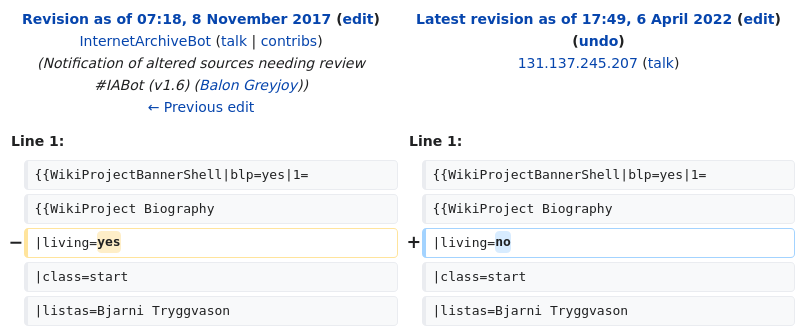 Revision as of 07:18, 8 November 2017 (edit)
InternetArchiveBot (talk | contribs)
(Notification of altered sources needing review
#IABot (v1.6) (Balon Greyjoy))
← Previous edit
Latest revision as of 17:49, 6 April 2022 (edit)
(undo)
131.137.245.207 (talk)
Line 1:
Line 1:
{{WikiProjectBannerShell|blp=yes|1=
{{WikiProjectBannerShell|blp=yes|1=
{{WikiProject Biography
{{WikiProject Biography
− |living=yes
+ |living=no
|class=start
|class=start
|listas=Bjarni Tryggvason
|listas=Bjarni Tryggvason